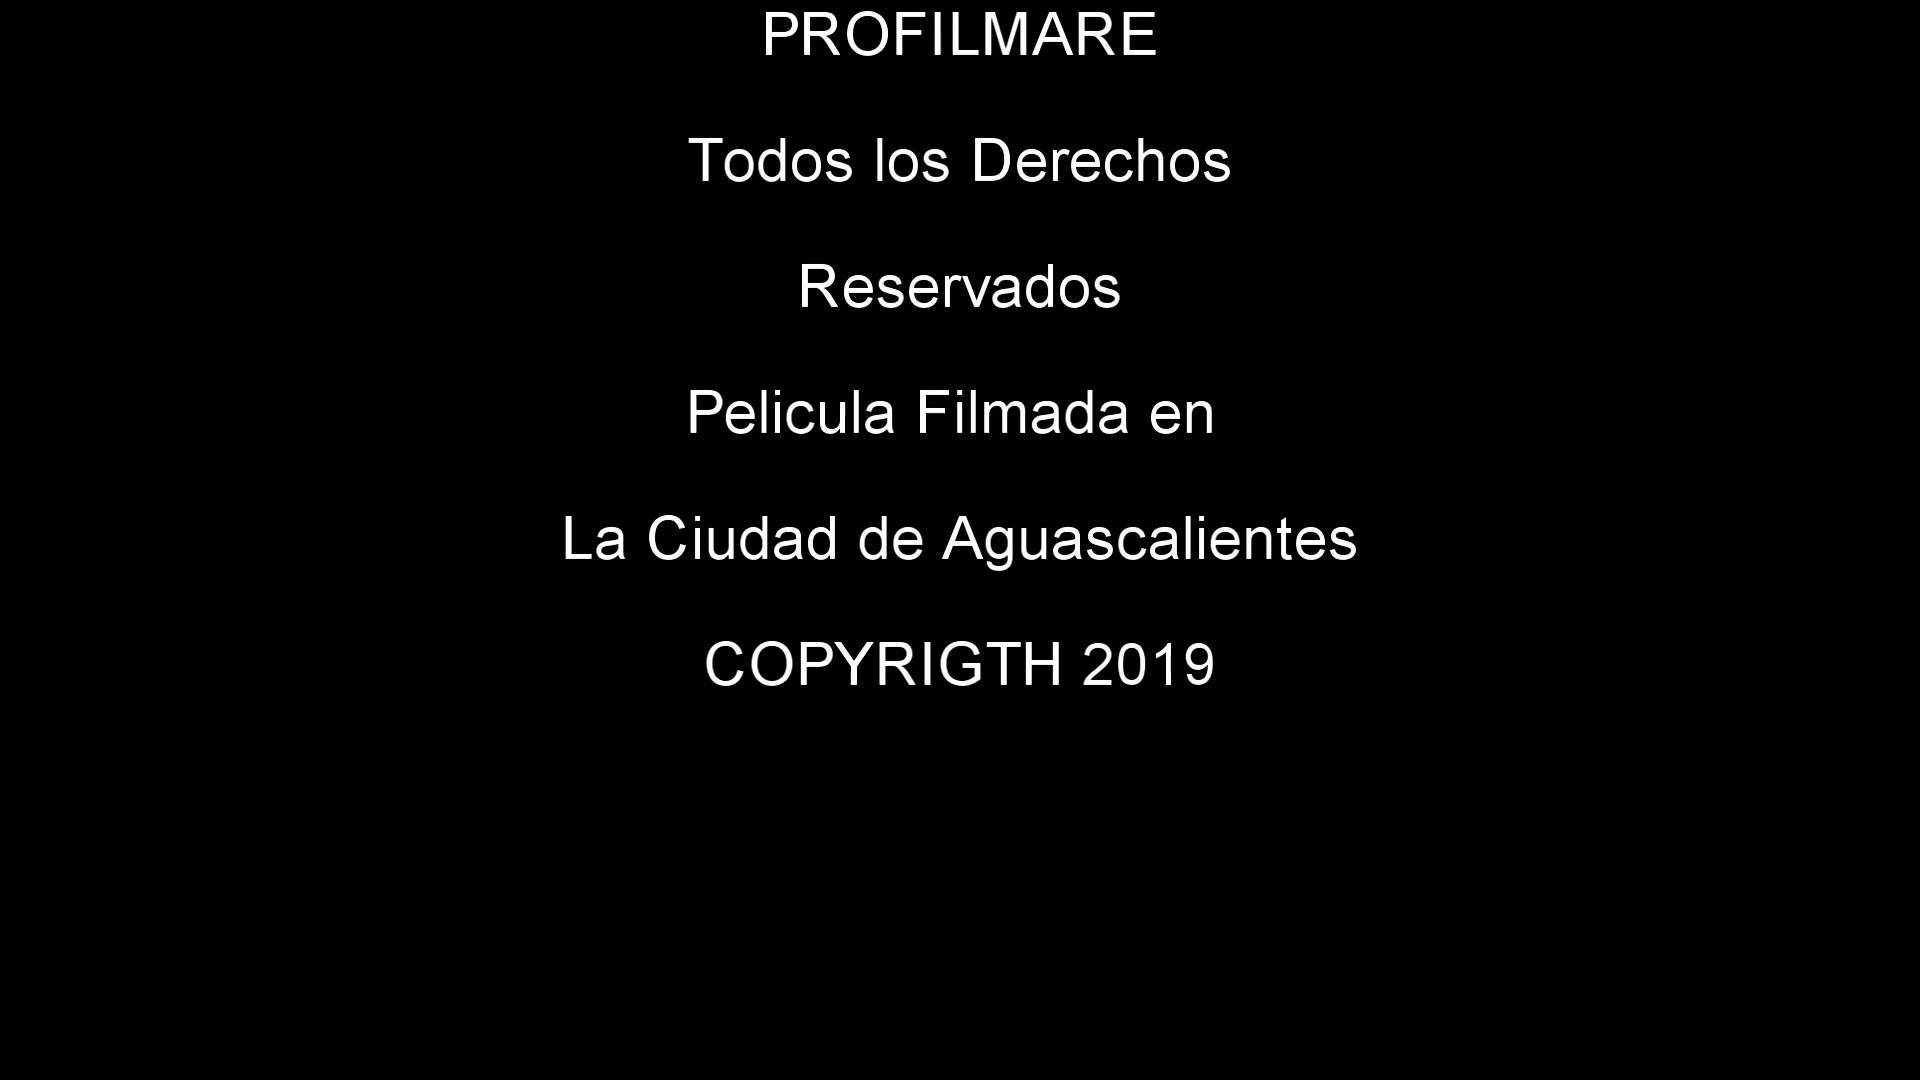 PROFILMARE
Todos los Derechos
Reservados
Pelicula Filmada en
La Ciudad de Aguascalientes
COPYRIGTH 2019